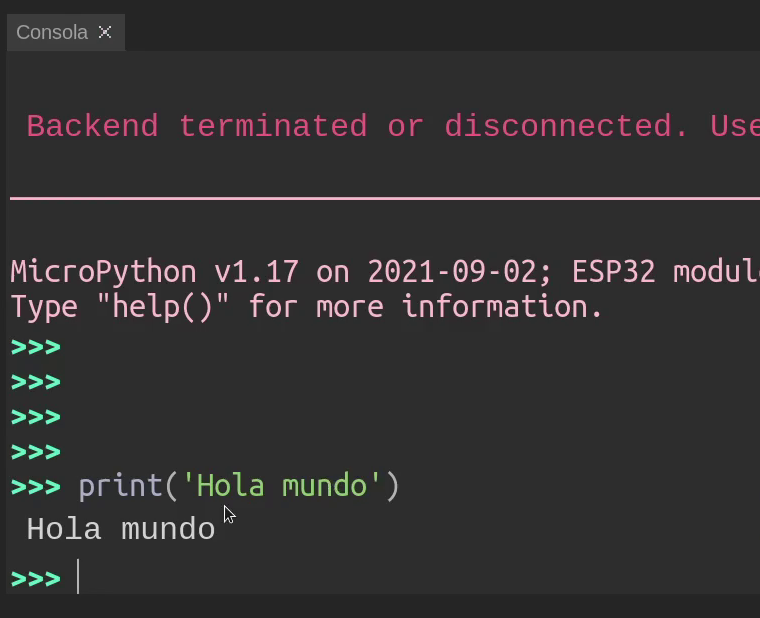 Consola
Backend terminated or disconnected. Use
MicroPython v1.17 on 2021-09-02; ESP32 modul
Type "help()" for more information.
>>>
>>>
>>>
>>>
>>> print('Hola mundo')
Hola mundo
>>>